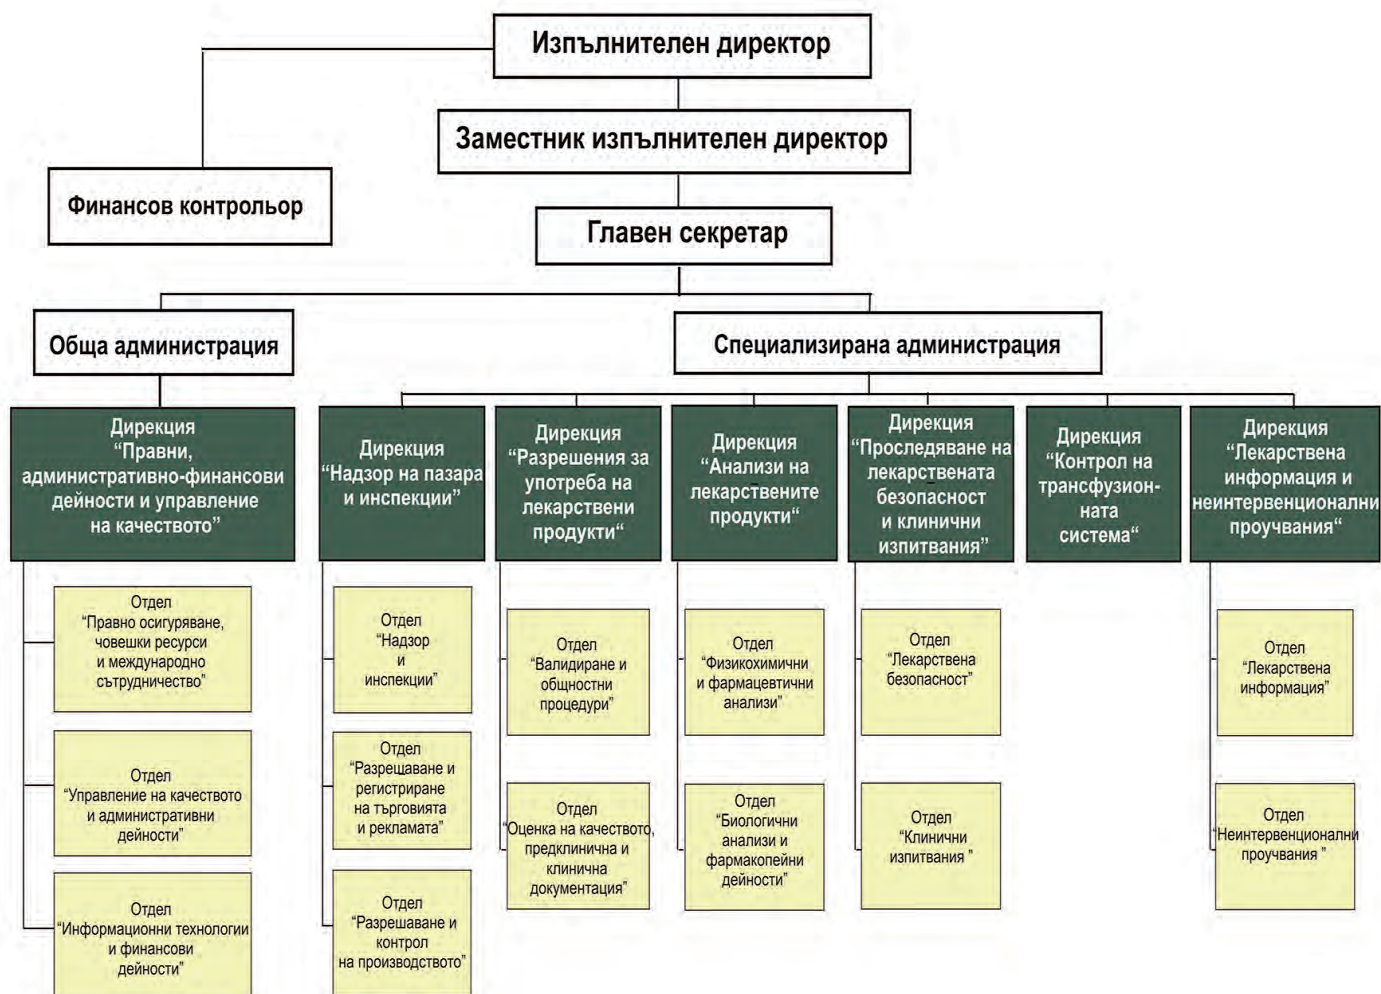 Изпълнителен директор
Заместник изпълнителен директор
Финансов контрольор
Главен секретар
Обща администрация
Специализирана администрация
Дирекция
“Правни,
административно-финансови
дейности и управление
на качеството”
Дирекция
“Надзор на пазара
и инспекции”
Дирекция
“Разрешения за
употреба на
лекарствени
продукти“
Дирекция
“Анализи на
лекарствените
продукти“
Дирекция
“Проследяване на
лекарствената
безопасност
и клинични
изпитвания”
Дирекция
“Контрол на
трансфузион-
ната
система“
Дирекция
“Лекарствена
информация и
неинтервенционални
проучвания“
Отдел
“Правно осигуряване,
човешки ресурси
и международно
сътрудничество”
Отдел
“Управление на качеството
и административни
дейности”
Отдел
“Информационни технологии
и финансови
дейности”
Отдел
“Надзор
и
инспекции”
Отдел
“Разрещаване и
регистриране
на търговията
и рекламата”
Отдел
“Разрешаване и
контрол
на производството”
Отдел
“Валидиране и
общностни
процедури”
Отдел
“Оценка на качеството,
предклинична и
клинична
документация”
Отдел
“Физикохимични
и фармацевтични
анализи”
Отдел
“Биологични
анализи и
фармакопейни
дейности”
Отдел
“Лекарствена
безопасност”
Отдел
“Клинични
изпитвания ”
Отдел
“Лекарствена
информация”
Отдел
“Неинтервенционални
проучвания ”